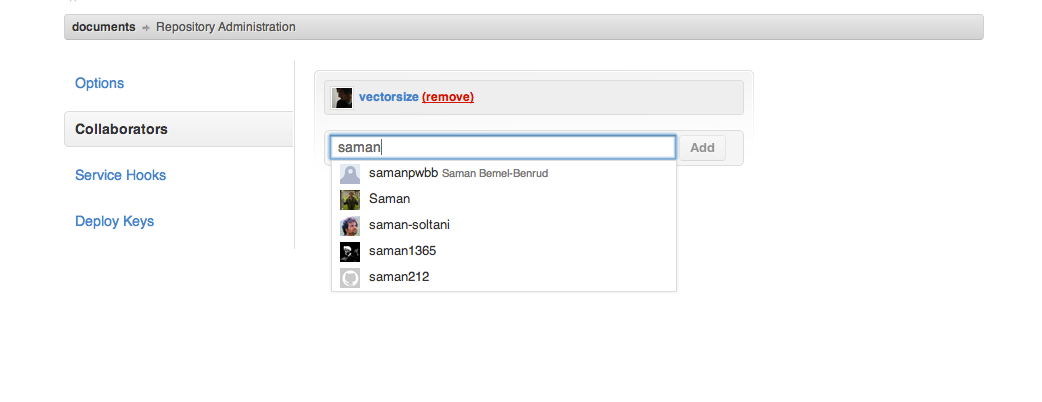 documents ➔ Repository Administration
Options
Collaborators
Service Hooks
Deploy Keys
vectorsize (remove)
saman
Add
samanpwbb Saman Bemel-Benrud
Saman
saman-soltani
saman1365
saman212